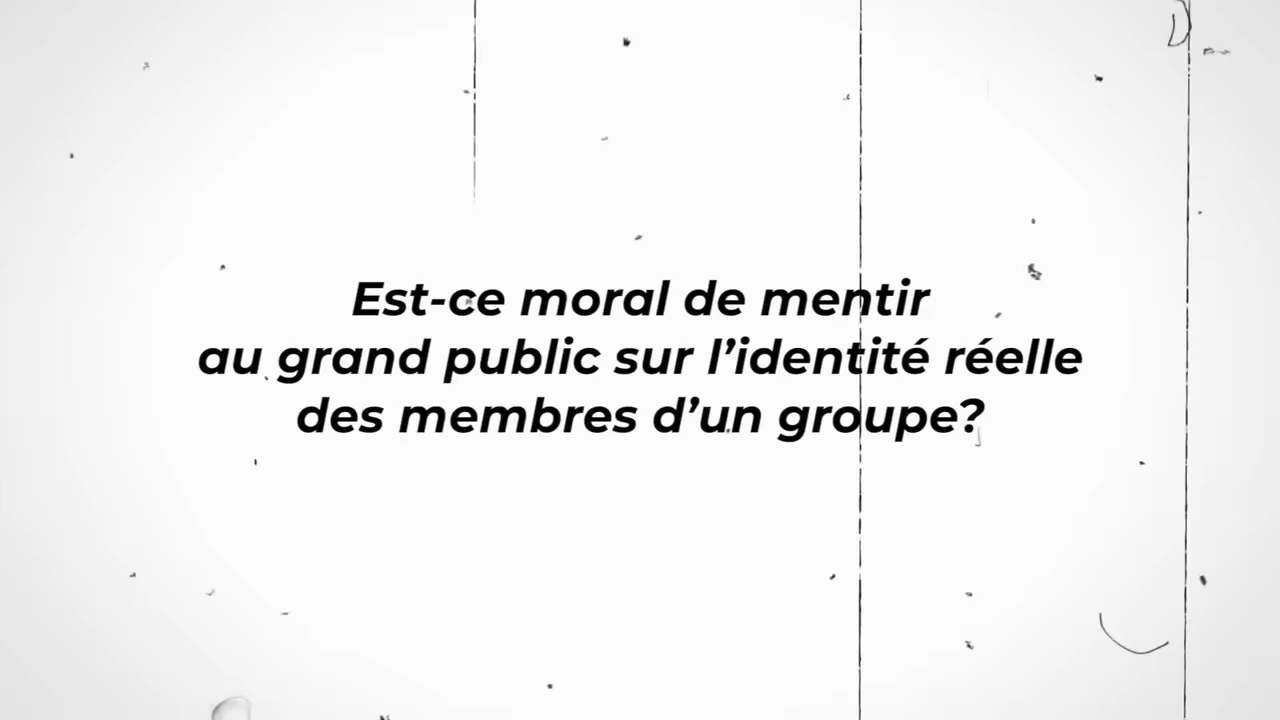 Est-ce moral de mentir
au grand public sur l’identité réelle
des membres d’un groupe?